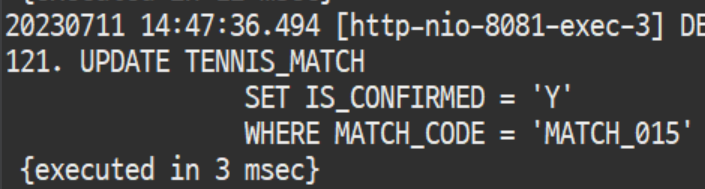 20230711 14:47:36.494 [http-nio-8081-exec-3] DE
121. UPDATE TENNIS_MATCH
SET IS_CONFIRMED = 'Y'
WHERE MATCH_CODE = 'MATCH_015'
{executed in 3 msec}